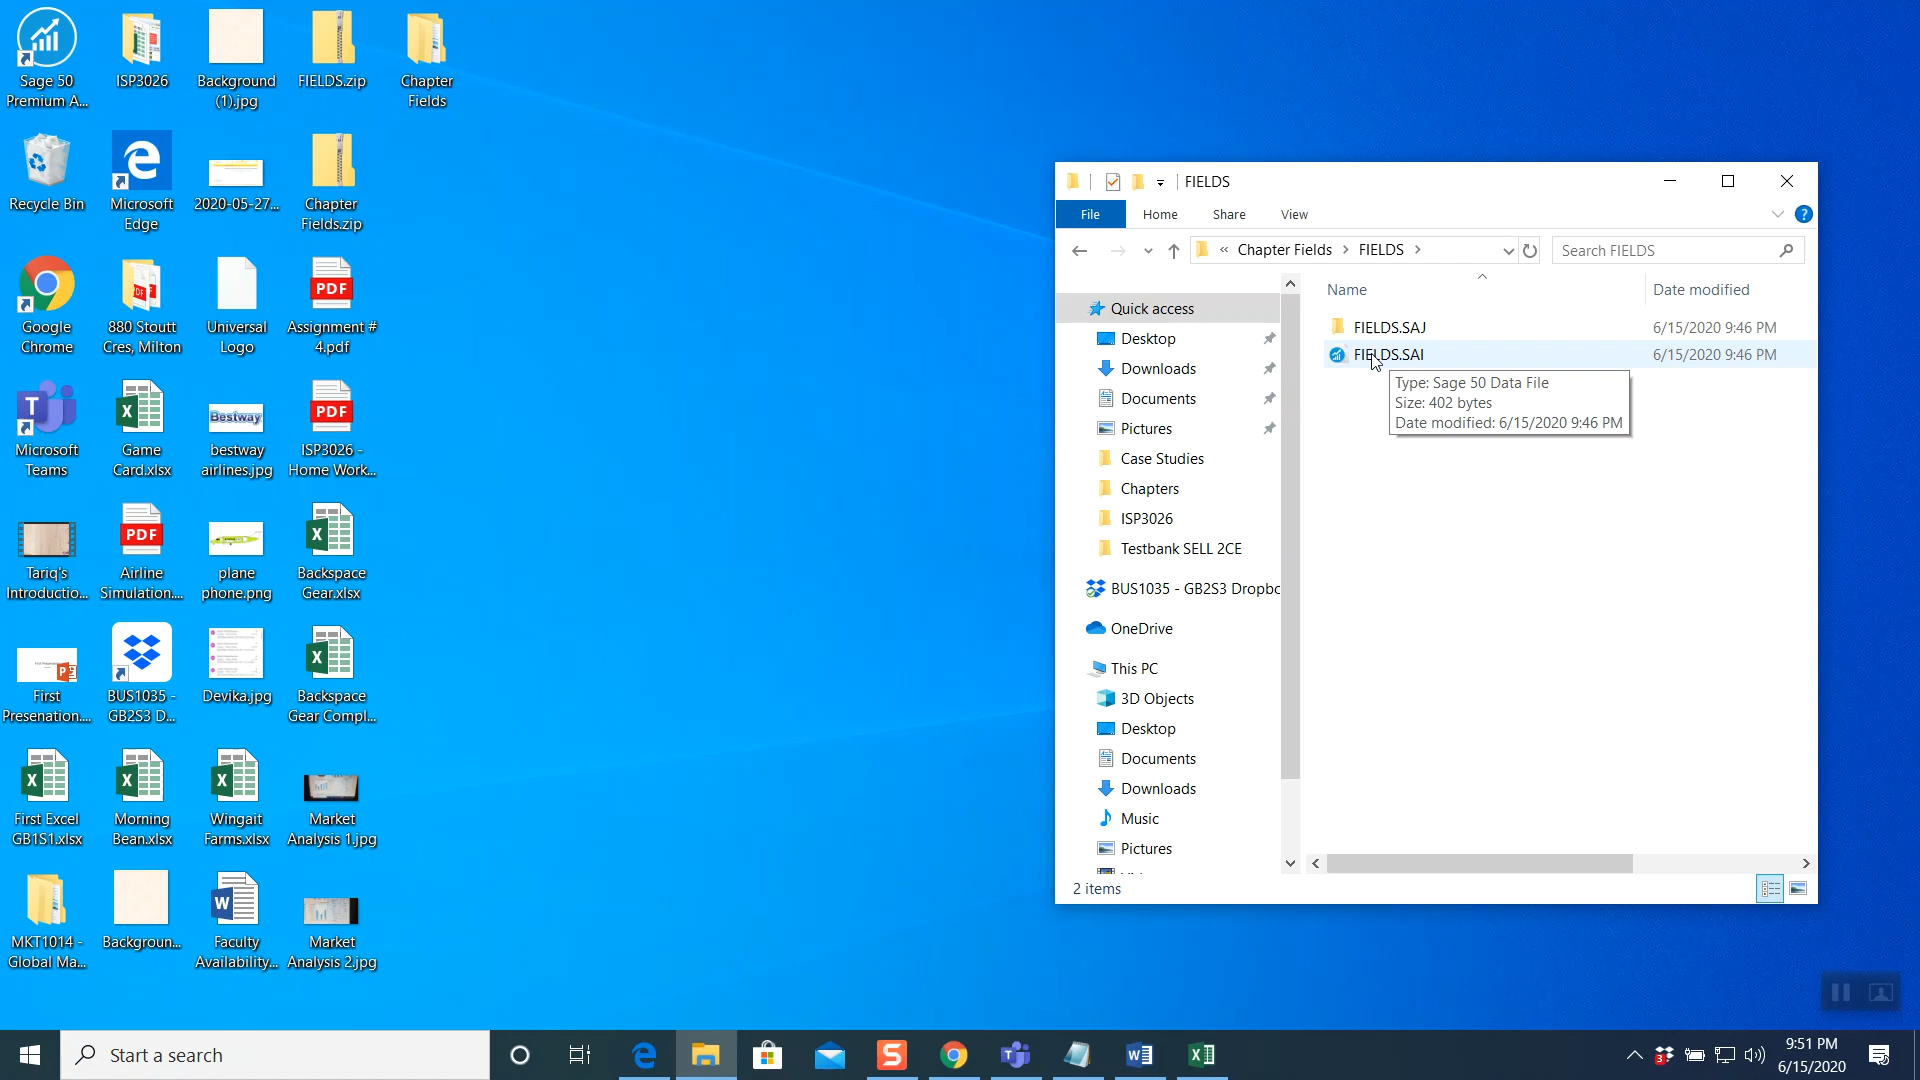 Sage 50
Premium A...
ISP3026
Background
(1).jpg
FIELDS.zip
Chapter
Fields
Recycle Bin
Microsoft
Edge
2020-05-27...
Chapter
Fields.zip
Google
Chrome
880 Stoutt
Cres, Milton
Universal
Logo
PDF
Assignment #
4.pdf
Microsoft
Teams
Game
Card.xlsx
Bestway
bestway
airlines.jpg
PDF
ISP3026 -
Home Work...
Tariq's
Introductio...
PDF
Airline
Simulation....
plane
phone.png
Backspace
Gear.xlsx
First
Presenation....
BUS1035 -
GB2S3 D...
Devika.jpg
Backspace
Gear Compl...
First Excel
GB1S1.xlsx
Morning
Bean.xlsx
Wingait
Farms.xlsx
Market
Analysis 1.jpg
MKT1014 -
Global Ma...
Backgroun...
Faculty
Availability...
Market
Analysis 2.jpg
FIELDS
File Home Share View
« Chapter Fields > FIELDS >
Search FIELDS
Name Date modified
FIELDS.SAJ 6/15/2020 9:46 PM
FIELDS.SAI 6/15/2020 9:46 PM
Type: Sage 50 Data File
Size: 402 bytes
Date modified: 6/15/2020 9:46 PM
Quick access
Desktop
Downloads
Documents
Pictures
Case Studies
Chapters
ISP3026
Testbank SELL 2CE
BUS1035 - GB2S3 Dropbc
OneDrive
This PC
3D Objects
Desktop
Documents
Downloads
Music
Pictures
2 items
Start a search
9:51 PM
6/15/2020